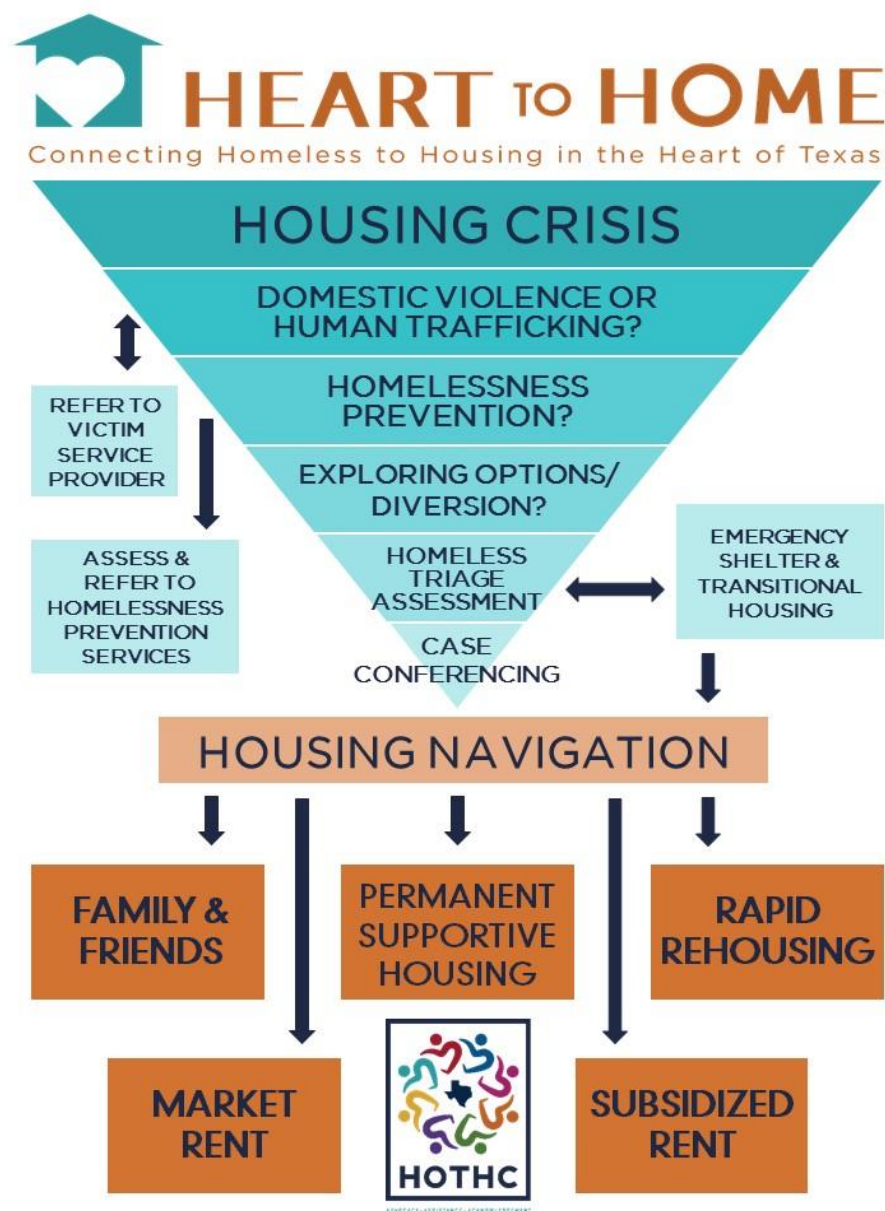 HEART TO HOME
Connecting Homeless to Housing in the Heart of Texas
HOUSING CRISIS
DOMESTIC VIOLENCE OR
HUMAN TRAFFICKING?
HOMELESSNESS
PREVENTION?
REFER TO
VICTIM
SERVICE
PROVIDER
EXPLORING OPTIONS/
DIVERSION?
ASSESS &
REFER TO
HOMELESSNESS
PREVENTION
SERVICES
HOMELESS
TRIAGE
ASSESSMENT
EMERGENCY
SHELTER &
TRANSITIONAL
HOUSING
CASE
CONFERENCING
HOUSING NAVIGATION
FAMILY &
FRIENDS
PERMANENT
SUPPORTIVE
HOUSING
RAPID
REHOUSING
MARKET
RENT
HOTHC
SUBSIDIZED
RENT